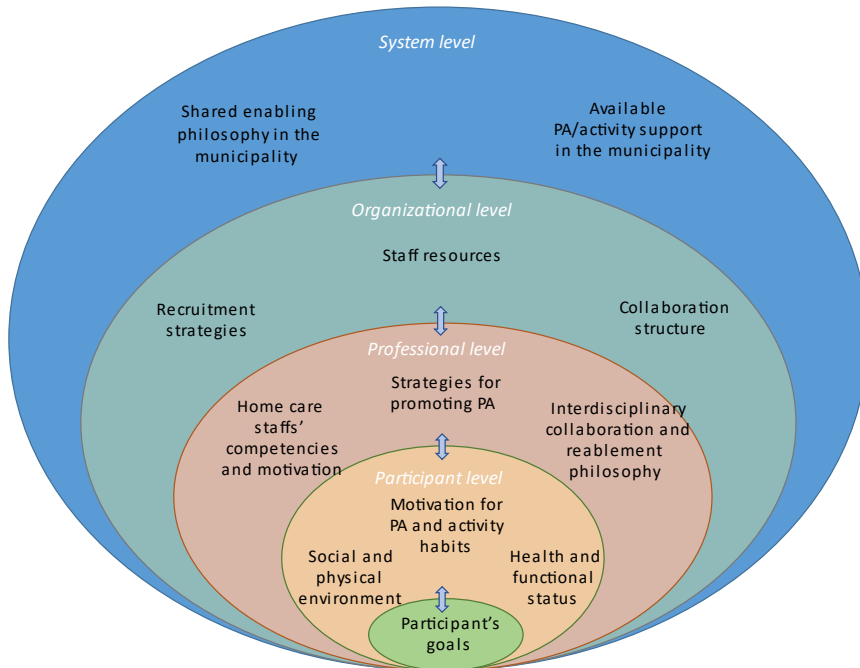 System level
Shared enabling
philosophy in the
municipality
Available
PA/activity support
in the municipality
Organizational level
Staff resources
Recruitment
strategies
Collaboration
structure
Professional level
Strategies for
promoting PA
Home care
staffs'
competencies
and motivation
Interdisciplinary
collaboration and
reablement
philosophy
Participant level
Motivation for
PA and activity
habits
Social and
physical
environment
Health and
functional
status
Participant's
goals